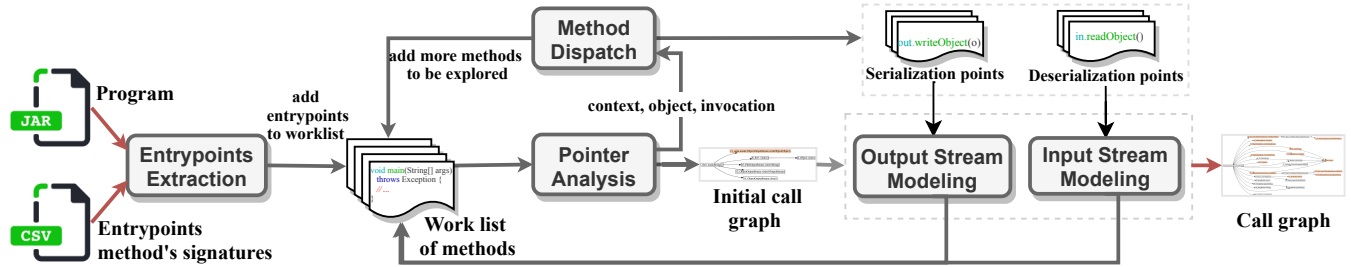 JAR
Program
CSV
Entrypoints
method's signatures
Entrypoints
Extraction
add
entrypoints
to worklist
void main(String[] args)
throws Exception {
// ...
}
Work list
of methods
add more methods
to be explored
Method
Dispatch
context, object, invocation
Pointer
Analysis
Initial call
graph
out.writeObject(o)
Serialization points
in.readObject()
Deserialization points
Output Stream
Modeling
Input Stream
Modeling
Call graph